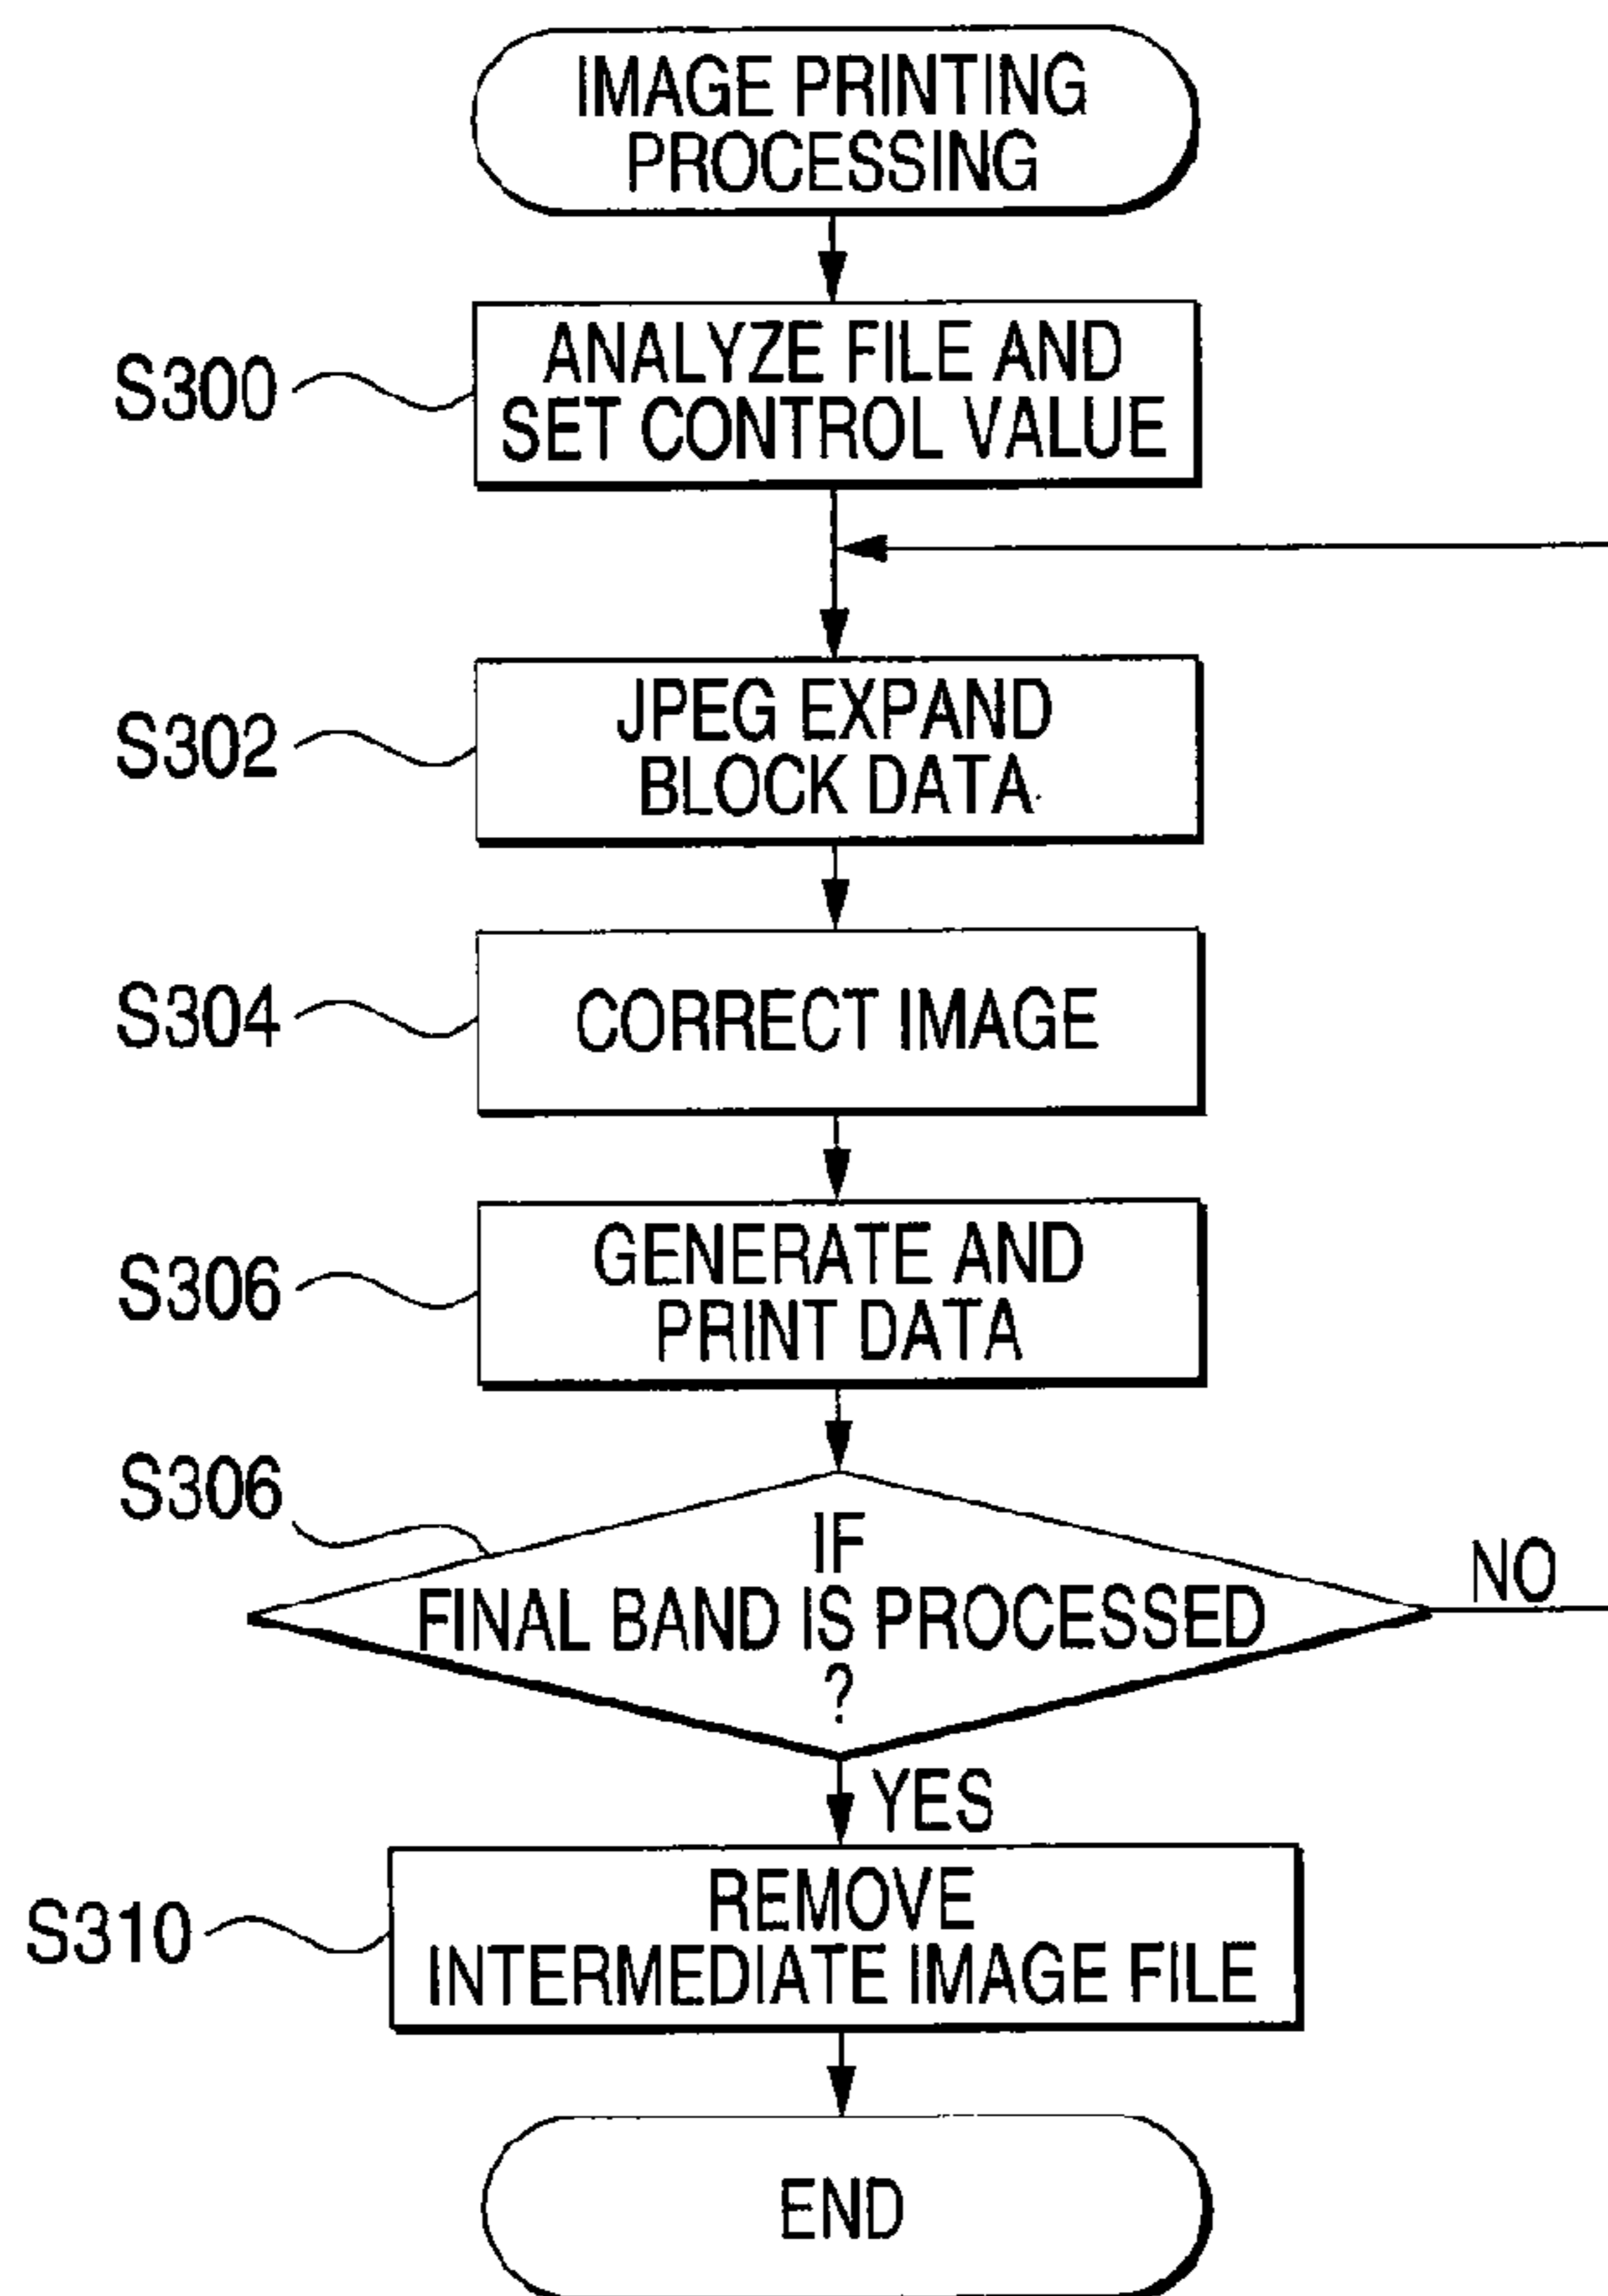 IMAGE PRINTING
PROCESSING
S300
ANALYZE FILE AND
SET CONTROL VALUE
S302
JPEG EXPAND
BLOCK DATA
S304
CORRECT IMAGE
S306
GENERATE AND
PRINT DATA
S306
IF
FINAL BAND IS PROCESSED
?
NO
YES
S310
REMOVE
INTERMEDIATE IMAGE FILE
END